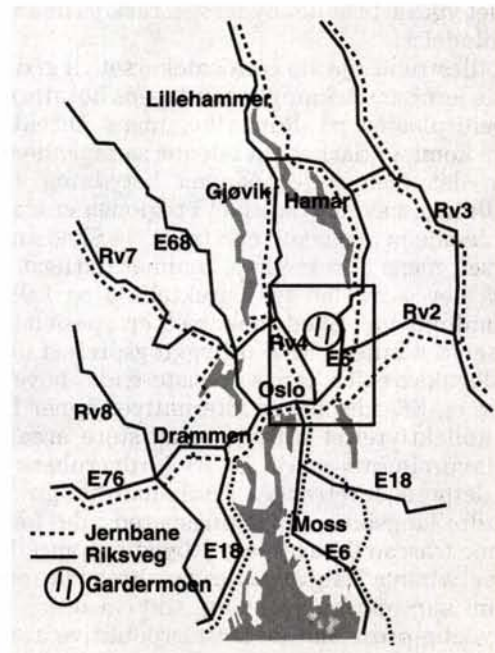 Lillehammer
Gjøvik
Hamar
Rv3
E68
Rv7
Rv4
E6
Rv2
Oslo
Rv8
Drammen
E76
E18
Jernbane
Riksveg
Gardermoen
E18
Moss
E6